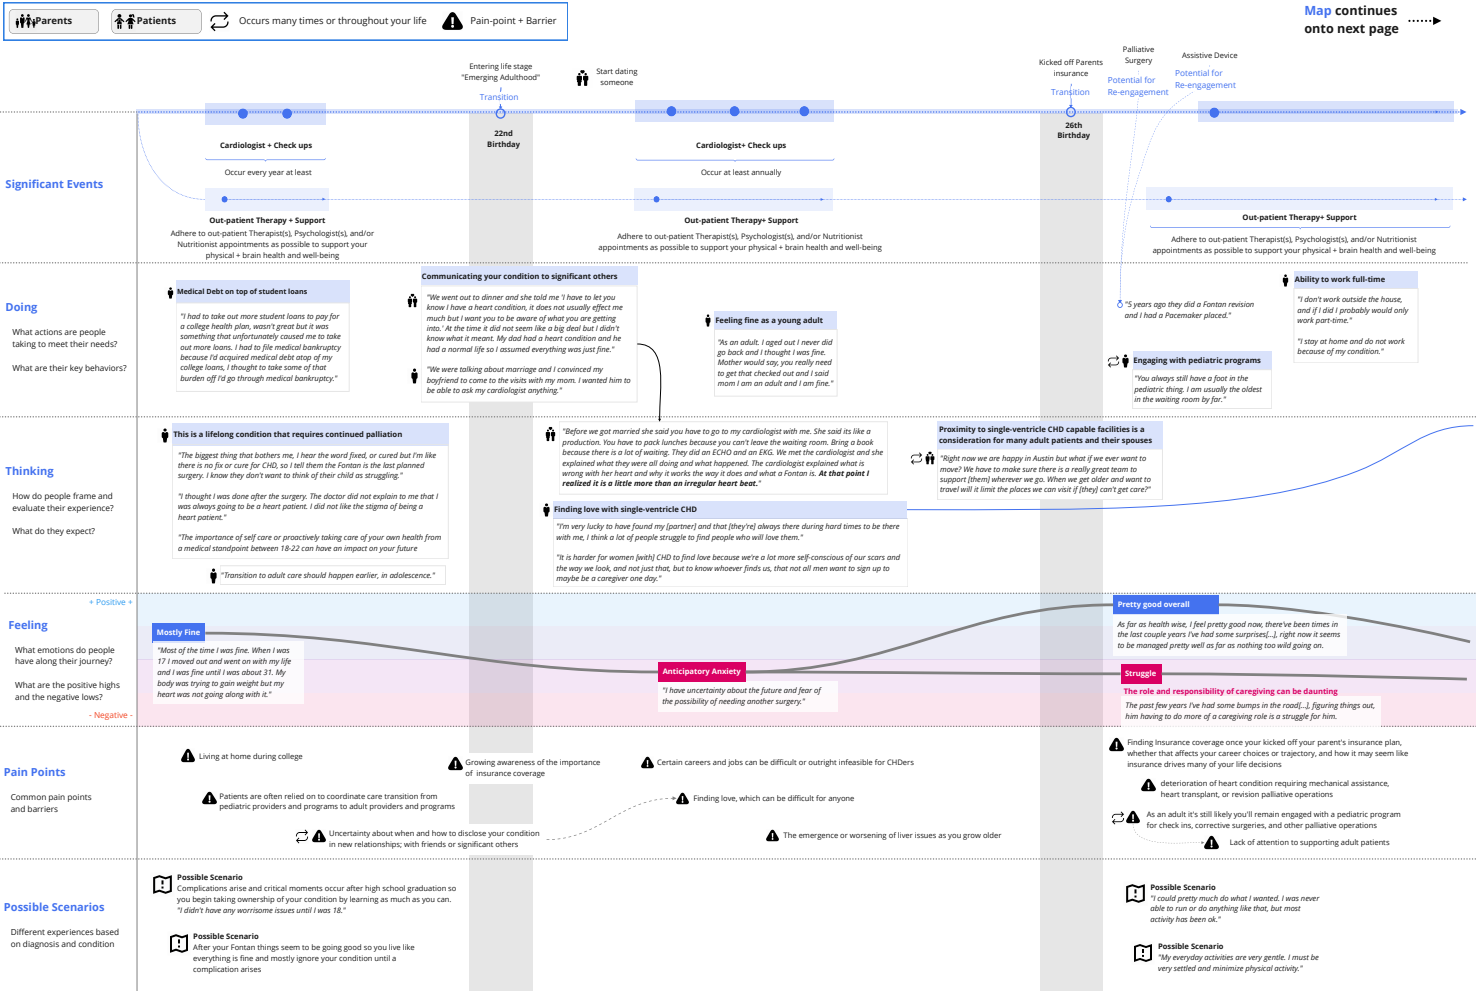 Parents
Patients
Occurs many times or throughout your life
Pain-point + Barrier
Map continues
onto next page
Entering life stage
"Emerging Adulthood"
Transition
Start dating
someone
Kicked off Parents
insurance
Transition
Palliative
Surgery
Potential for
Re-engagement
Assistive Device
Potential for
Re-engagement
22nd
Birthday
26th
Birthday
Significant Events
Cardiologist + Check ups
Occur every year at least
Out-patient Therapy + Support
Adhere to out-patient Therapist(s), Psychologist(s), and/or
Nutritionist appointments as possible to support your
physical + brain health and well-being
Cardiologist+ Check ups
Occur at least annually
Out-patient Therapy+ Support
Adhere to out-patient Therapist(s), Psychologist(s), and/or Nutritionist
appointments as possible to support your physical + brain health and well-being
Out-patient Therapy+ Support
Adhere to out-patient Therapist(s), Psychologist(s), and/or Nutritionist
appointments as possible to support your physical + brain health and well-being
Doing
What actions are people
taking to meet their needs?
What are their key behaviors?
Medical Debt on top of student loans
"I had to take out more student loans to pay for
a college health plan, wasn't great but it was
something that unfortunately caused me to take
out more loans. I had to file medical bankruptcy
because I'd acquired medical debt atop of my
college loans, I thought to take some of that
burden off I'd go through medical bankruptcy."
Communicating your condition to significant others
"We went out to dinner and she told me 'I have to let you
know I have a heart condition, it does not usually effect me
much but I want you to be aware of what you are getting
into.' At the time it did not seem like a big deal but I didn't
know what it meant. My dad had a heart condition and he
had a normal life so I assumed everything was just fine."
"We were talking about marriage and I convinced my
boyfriend to come to the visits with my mom. I wanted him to
be able to ask my cardiologist anything."
Feeling fine as a young adult
"As an adult. I aged out I never did
go back and I thought I was fine.
Mother would say, you really need
to get that checked out and I said
mom I am an adult and I am fine."
"5 years ago they did a Fontan revision
and I had a Pacemaker placed."
Engaging with pediatric programs
"You always still have a foot in the
pediatric thing. I am usually the oldest
in the waiting room by far."
Ability to work full-time
"I don't work outside the house,
and if I did I probably would only
work part-time."
"I stay at home and do not work
because of my condition."
Thinking
How do people frame and
evaluate their experience?
What do they expect?
This is a lifelong condition that requires continued palliation
"The biggest thing that bothers me, I hear the word fixed, or cured but I'm like
there is no fix or cure for CHD, so I tell them the Fontan is the last planned
surgery. I know they don't want to think of their child as struggling."
"I thought I was done after the surgery. The doctor did not explain to me that I
was always going to be a heart patient. I did not like the stigma of being a
heart patient."
"The importance of self care or proactively taking care of your own health from
a medical standpoint between 18-22 can have an impact on your future
"Transition to adult care should happen earlier, in adolescence."
"Before we got married she said you have to go to my cardiologist with me. She said its like a
production. You have to pack lunches because you can't leave the waiting room. Bring a book
because there is a lot of waiting. They did an ECHO and an EKG. We met the cardiologist and she
explained what they were all doing and what happened. The cardiologist explained what is
wrong with her heart and why it works the way it does and what a Fontan is. At that point I
realized it is a little more than an irregular heart beat."
Finding love with single-ventricle CHD
"I'm very lucky to have found my [partner] and that [they're] always there during hard times to be there
with me, I think a lot of people struggle to find people who will love them."
"It is harder for women [with] CHD to find love because we're a lot more self-conscious of our scars and
the way we look, and not just that, but to know whoever finds us, that not all men want to sign up to
maybe be a caregiver one day."
Proximity to single-ventricle CHD capable facilities is a
consideration for many adult patients and their spouses
"Right now we are happy in Austin but what if we ever want to
move? We have to make sure there is a really great team to
support [them] wherever we go. When we get older and want to
travel will it limit the places we can visit if [they] can't get care?"
+ Positive +
Feeling
What emotions do people
have along their journey?
What are the positive highs
and the negative lows?
- Negative -
Mostly Fine
"Most of the time I was fine. When I was
17 I moved out and went on with my life
and I was fine until I was about 31. My
body was trying to gain weight but my
heart was not going along with it."
Anticipatory Anxiety
"I have uncertainty about the future and fear of
the possibility of needing another surgery."
Pretty good overall
As far as health wise, I feel pretty good now, there've been times in
the last couple years I've had some surprises[...], right now it seems
to be managed pretty well as far as nothing too wild going on.
Struggle
The role and responsibility of caregiving can be daunting
The past few years I've had some bumps in the road[...], figuring things out,
him having to do more of a caregiving role is a struggle for him.
Pain Points
Common pain points
and barriers
Living at home during college
Patients are often relied on to coordinate care transition from
pediatric providers and programs to adult providers and programs
Uncertainty about when and how to disclose your condition
in new relationships; with friends or significant others
Growing awareness of the importance
of insurance coverage
Certain careers and jobs can be difficult or outright infeasible for CHDers
Finding love, which can be difficult for anyone
The emergence or worsening of liver issues as you grow older
Finding Insurance coverage once your kicked off your parent's insurance plan,
whether that affects your career choices or trajectory, and how it may seem like
insurance drives many of your life decisions
deterioration of heart condition requiring mechanical assistance,
heart transplant, or revision palliative operations
As an adult it's still likely you'll remain engaged with a pediatric program
for check ins, corrective surgeries, and other palliative operations
Lack of attention to supporting adult patients
Possible Scenarios
Different experiences based
on diagnosis and condition
Possible Scenario
Complications arise and critical moments occur after high school graduation so
you begin taking ownership of your condition by learning as much as you can.
"I didn't have any worrisome issues until I was 18."
Possible Scenario
After your Fontan things seem to be going good so you live like
everything is fine and mostly ignore your condition until a
complication arises
Possible Scenario
"I could pretty much do what I wanted. I was never
able to run or do anything like that, but most
activity has been ok."
Possible Scenario
"My everyday activities are very gentle. I must be
very settled and minimize physical activity."